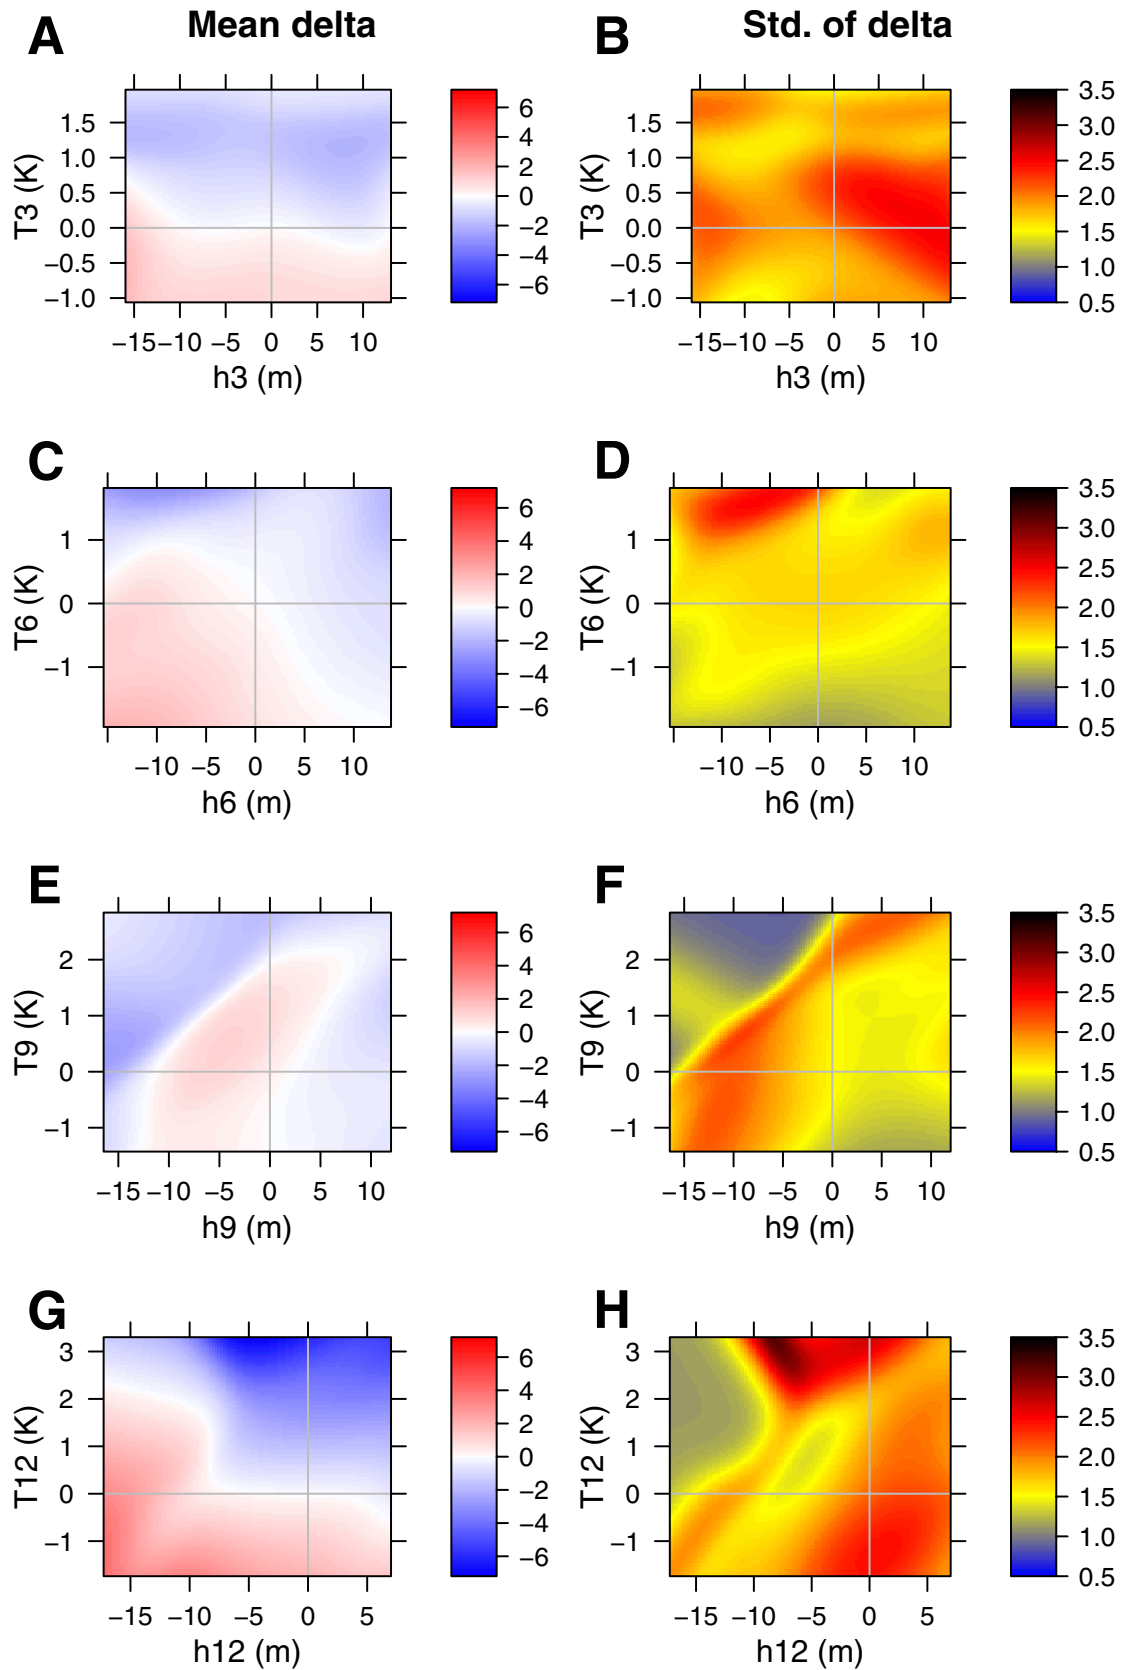 A Mean delta
B Std. of delta
T3 (K)
1.5
1.0
0.5
0.0
−0.5
−1.0
−15 −10 −5 0 5 10
h3 (m)
6
4
2
0
−2
−4
−6
T3 (K)
1.5
1.0
0.5
0.0
−0.5
−1.0
−15 −10 −5 0 5 10
h3 (m)
3.5
3.0
2.5
2.0
1.5
1.0
0.5
C
T6 (K)
1
0
−1
−10 −5 0 5 10
h6 (m)
6
4
2
0
−2
−4
−6
D
T6 (K)
1
0
−1
−10 −5 0 5 10
h6 (m)
3.5
3.0
2.5
2.0
1.5
1.0
0.5
E
T9 (K)
2
1
0
−1
−15 −10 −5 0 5 10
h9 (m)
6
4
2
0
−2
−4
−6
F
T9 (K)
2
1
0
−1
−15 −10 −5 0 5 10
h9 (m)
3.5
3.0
2.5
2.0
1.5
1.0
0.5
G
T12 (K)
3
2
1
0
−1
−15 −10 −5 0 5
h12 (m)
6
4
2
0
−2
−4
−6
H
T12 (K)
3
2
1
0
−1
−15 −10 −5 0 5
h12 (m)
3.5
3.0
2.5
2.0
1.5
1.0
0.5